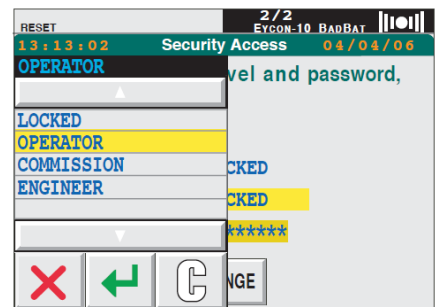 RESET
2/2
EYCON-10 BADBAT
13:13:02 Security Access 04/04/06
OPERATOR
vel and password,
LOCKED
OPERATOR
COMMISSION
ENGINEER
CKED
CKED
******
C
NGE